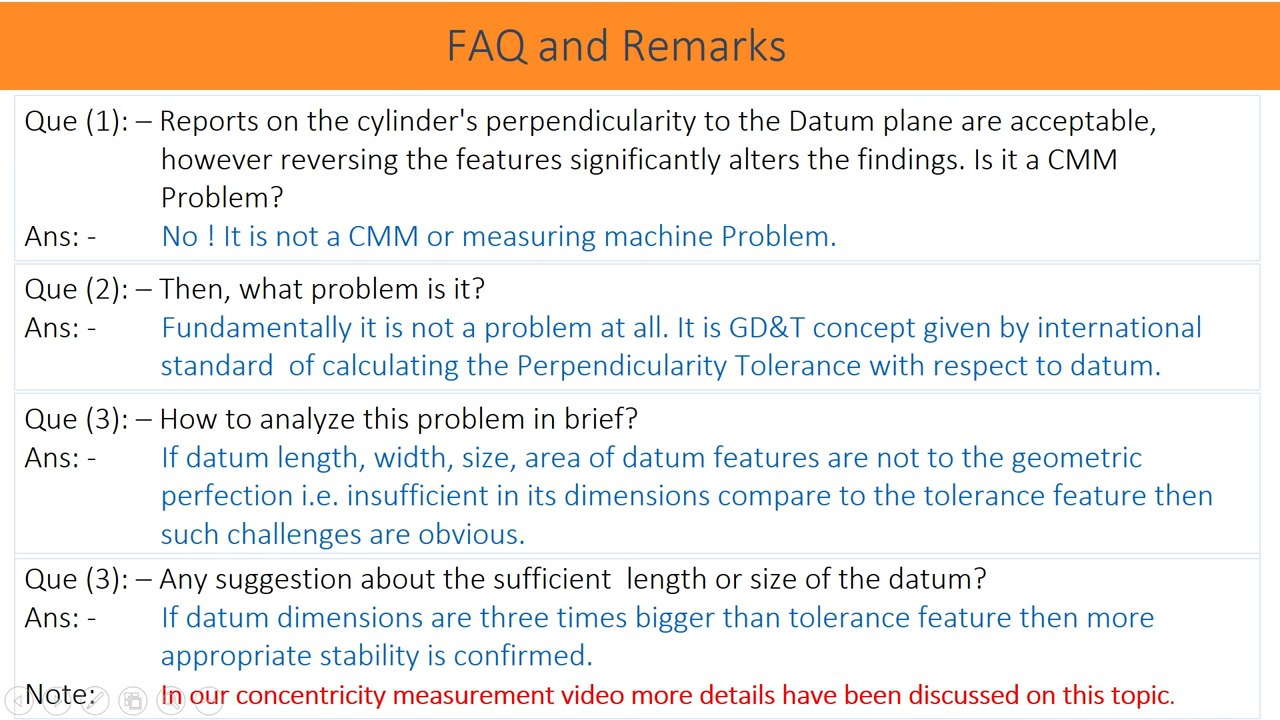 FAQ and Remarks
Que (1): – Reports on the cylinder's perpendicularity to the Datum plane are acceptable,
however reversing the features significantly alters the findings. Is it a CMM
Problem?
Ans: - No ! It is not a CMM or measuring machine Problem.
Que (2): – Then, what problem is it?
Ans: - Fundamentally it is not a problem at all. It is GD&T concept given by international
standard of calculating the Perpendicularity Tolerance with respect to datum.
Que (3): – How to analyze this problem in brief?
Ans: - If datum length, width, size, area of datum features are not to the geometric
perfection i.e. insufficient in its dimensions compare to the tolerance feature then
such challenges are obvious.
Que (3): – Any suggestion about the sufficient length or size of the datum?
Ans: - If datum dimensions are three times bigger than tolerance feature then more
appropriate stability is confirmed.
Note: In our concentricity measurement video more details have been discussed on this topic.